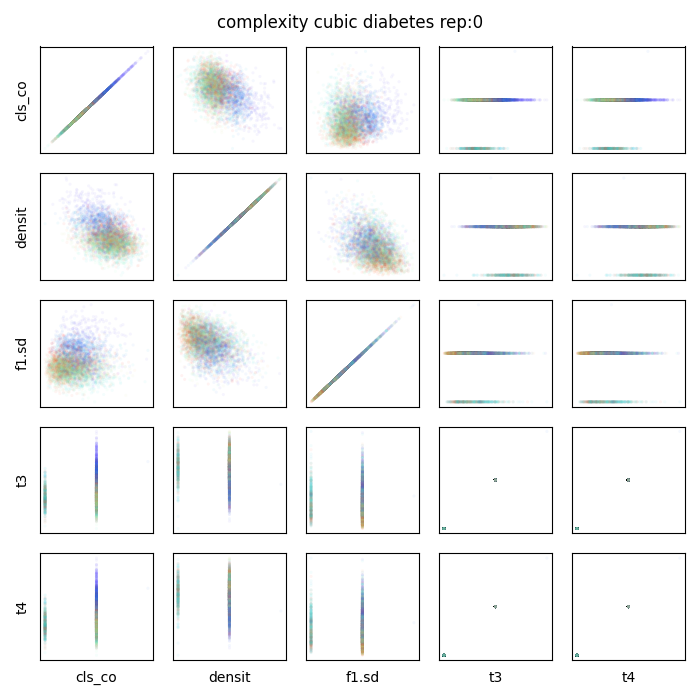 complexity cubic diabetes rep:0
cls_co
densit
f1.sd
t3
t4
cls_co densit f1.sd t3 t4